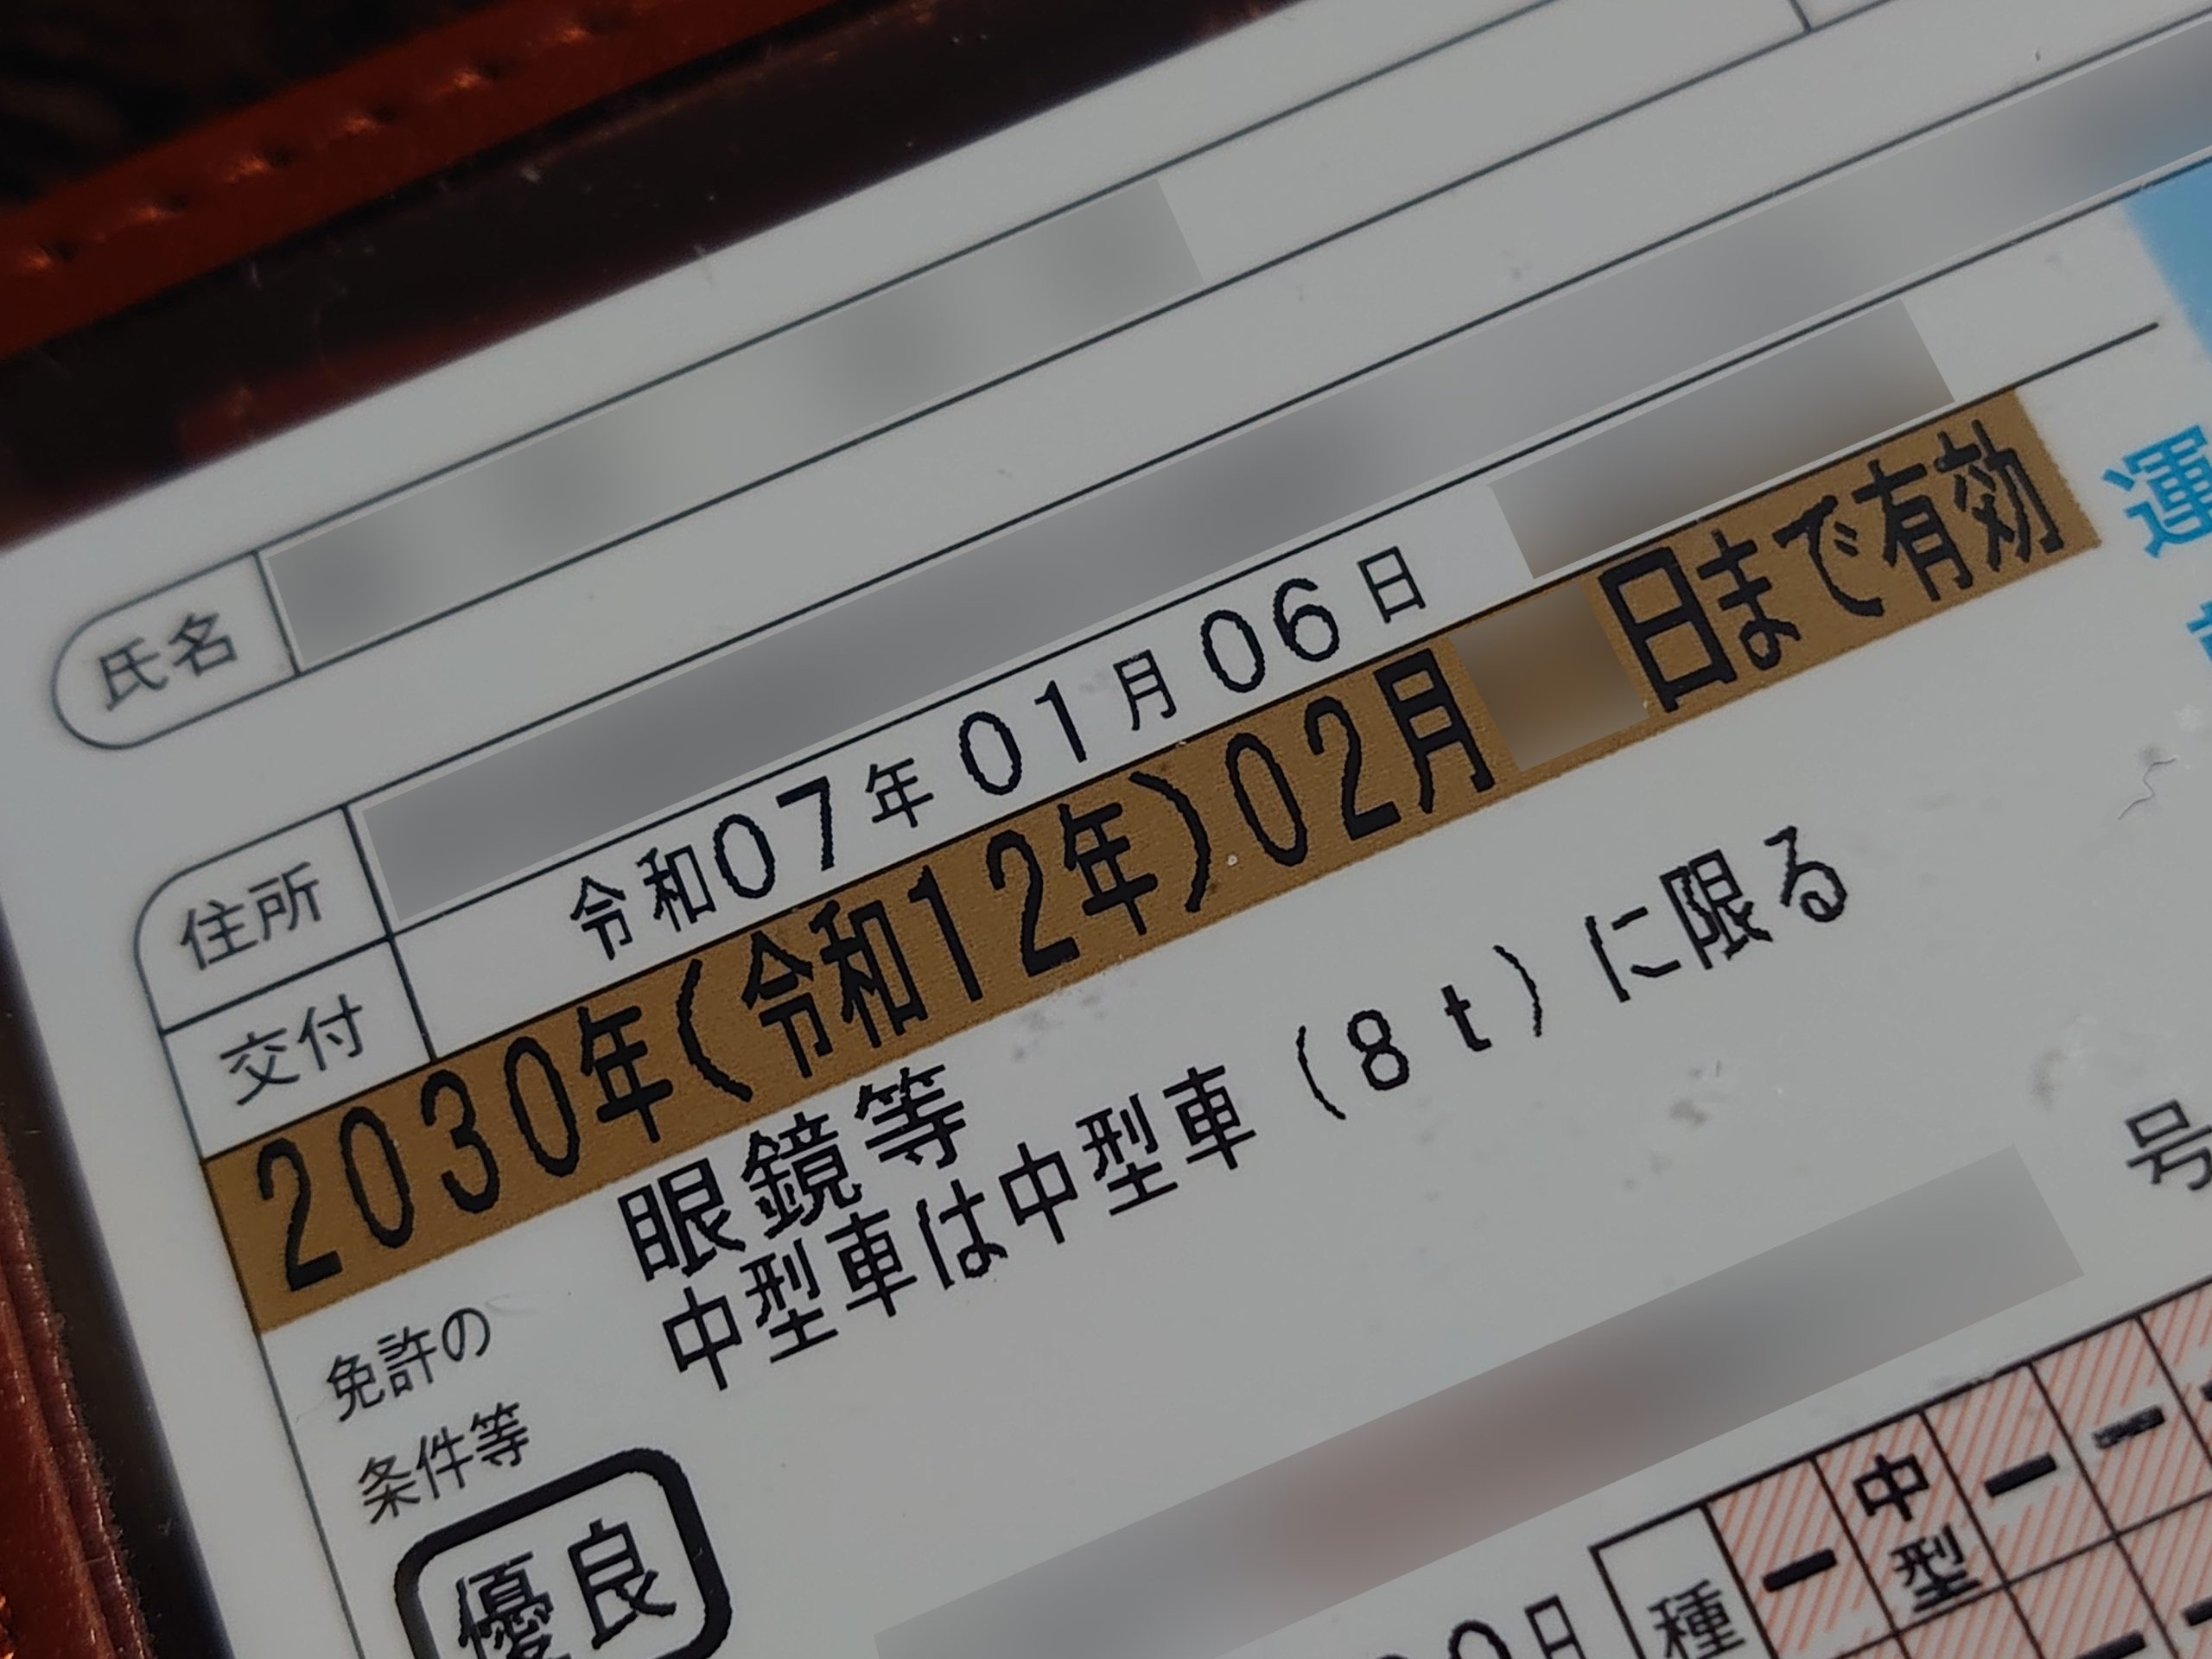 氏名
住所
交付 令和07年01月06日
2030年(令和12年)02月 日まで有効
運
免許の
条件等
眼鏡等
中型車は中型車(8t)に限る
優良
号
日
種
中型